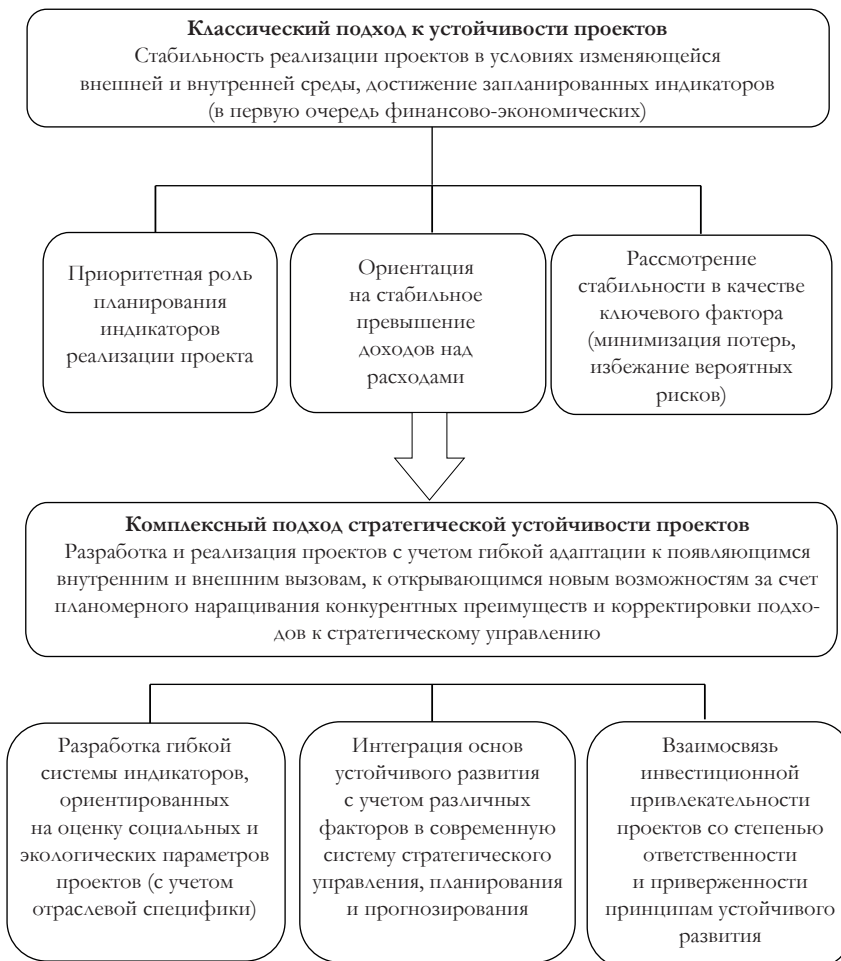 Классический подход к устойчивости проектов
Стабильность реализации проектов в условиях изменяющейся
внешней и внутренней среды, достижение запланированных индикаторов
(в первую очередь финансово-экономических)
Приоритетная роль
планирования
индикаторов
реализации проекта
Ориентация
на стабильное
превышение
доходов над
расходами
Рассмотрение
стабильности в качестве
ключевого фактора
(минимизация потерь,
избежание вероятных
рисков)
Комплексный подход стратегической устойчивости проектов
Разработка и реализация проектов с учетом гибкой адаптации к появляющимся
внутренним и внешним вызовам, к открывающимся новым возможностям за счет
планомерного наращивания конкурентных преимуществ и корректировки подхо-
дов к стратегическому управлению
Разработка гибкой
системы индикаторов,
ориентированных
на оценку социальных и
экологических параметров
проектов (с учетом
отраслевой специфики)
Интеграция основ
устойчивого развития
с учетом различных
факторов в современную
систему стратегического
управления, планирования
и прогнозирования
Взаимосвязь
инвестиционной
привлекательности
проектов со степенью
ответственности
и приверженности
принципам устойчивого
развития